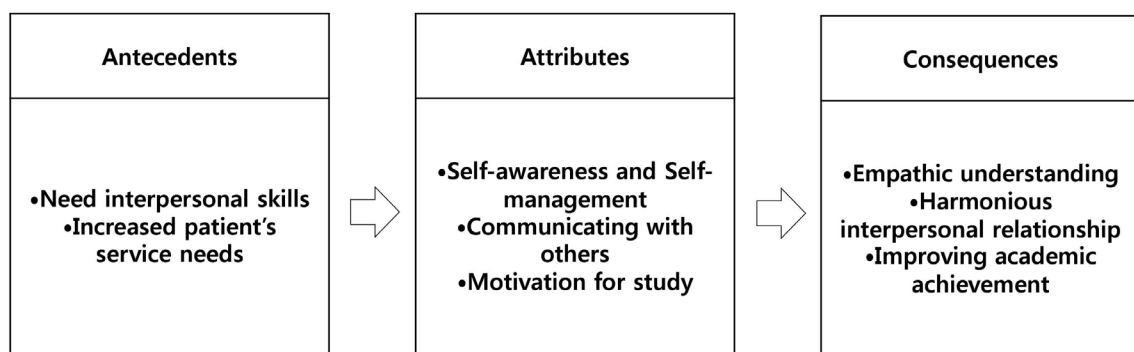 Antecedents
•Need interpersonal skills
•Increased patient's
service needs
Attributes
•Self-awareness and Self-
management
•Communicating with
others
•Motivation for study
Consequences
•Empathic understanding
•Harmonious
interpersonal relationship
•Improving academic
achievement